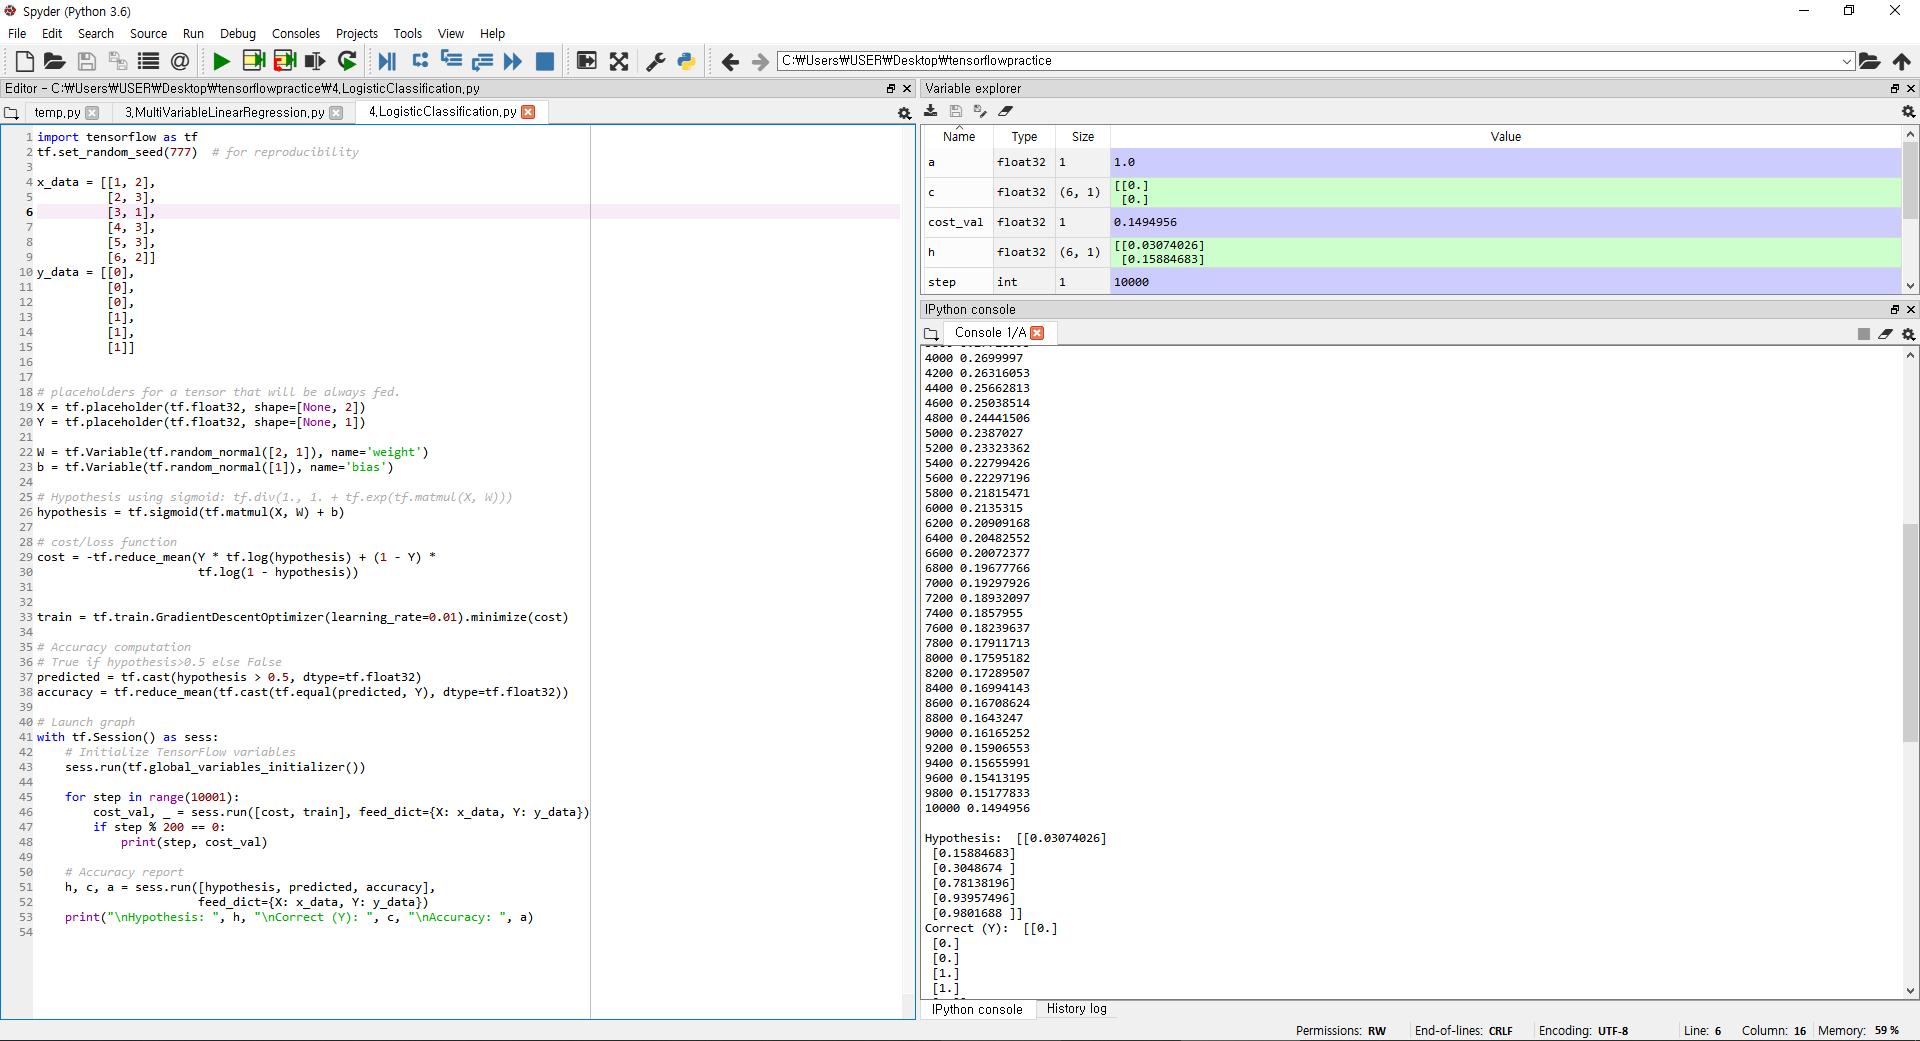 Spyder (Python 3.6)
File Edit Search Source Run Debug Consoles Projects Tools View Help
C:₩Users₩USER₩Desktop₩tensorflowpractice
Editor - C:₩Users₩USER₩Desktop₩tensorflowpractice₩4.LogisticClassification.py
temp.py 3.MultiVariableLinearRegression.py 4.LogisticClassification.py
1 import tensorflow as tf
2 tf.set_random_seed(777)  # for reproducibility
3
4 x_data = [[1, 2],
5           [2, 3],
6           [3, 1],
7           [4, 3],
8           [5, 3],
9           [6, 2]]
10 y_data = [[0],
11           [0],
12           [0],
13           [1],
14           [1],
15           [1]]
16
17
18 # placeholders for a tensor that will be always fed.
19 X = tf.placeholder(tf.float32, shape=[None, 2])
20 Y = tf.placeholder(tf.float32, shape=[None, 1])
21
22 W = tf.Variable(tf.random_normal([2, 1]), name='weight')
23 b = tf.Variable(tf.random_normal([1]), name='bias')
24
25 # Hypothesis using sigmoid: tf.div(1., 1. + tf.exp(tf.matmul(X, W)))
26 hypothesis = tf.sigmoid(tf.matmul(X, W) + b)
27
28 # cost/loss function
29 cost = -tf.reduce_mean(Y * tf.log(hypothesis) + (1 - Y) *
30                        tf.log(1 - hypothesis))
31
32
33 train = tf.train.GradientDescentOptimizer(learning_rate=0.01).minimize(cost)
34
35 # Accuracy computation
36 # True if hypothesis>0.5 else False
37 predicted = tf.cast(hypothesis > 0.5, dtype=tf.float32)
38 accuracy = tf.reduce_mean(tf.cast(tf.equal(predicted, Y), dtype=tf.float32))
39
40 # Launch graph
41 with tf.Session() as sess:
42     # Initialize TensorFlow variables
43     sess.run(tf.global_variables_initializer())
44
45     for step in range(10001):
46         cost_val, _ = sess.run([cost, train], feed_dict={X: x_data, Y: y_data})
47         if step % 200 == 0:
48             print(step, cost_val)
49
50     # Accuracy report
51     h, c, a = sess.run([hypothesis, predicted, accuracy],
52                        feed_dict={X: x_data, Y: y_data})
53     print("\nHypothesis: ", h, "\nCorrect (Y): ", c, "\nAccuracy: ", a)
54
Variable explorer
Name Type Size Value
a float32 1 1.0
c float32 (6, 1) [[0.]
[0.]
cost_val float32 1 0.1494956
h float32 (6, 1) [[0.03074026]
[0.15884683]
step int 1 10000
IPython console
Console 1/A
4000 0.2699997
4200 0.26316053
4400 0.25662813
4600 0.25038514
4800 0.24441506
5000 0.2387027
5200 0.23323362
5400 0.22799426
5600 0.22297196
5800 0.21815471
6000 0.2135315
6200 0.20909168
6400 0.20482552
6600 0.20072377
6800 0.19677766
7000 0.19297926
7200 0.18932097
7400 0.1857955
7600 0.18239637
7800 0.17911713
8000 0.17595182
8200 0.17289507
8400 0.16994143
8600 0.16708624
8800 0.1643247
9000 0.16165252
9200 0.15906553
9400 0.15655991
9600 0.15413195
9800 0.15177833
10000 0.1494956
Hypothesis:  [[0.03074026]
[0.15884683]
[0.3048674 ]
[0.78138196]
[0.93957496]
[0.9801688 ]]
Correct (Y):  [[0.]
[0.]
[0.]
[1.]
[1.]
IPython console History log
Permissions: RW End-of-lines: CRLF Encoding: UTF-8 Line: 6 Column: 16 Memory: 59 %